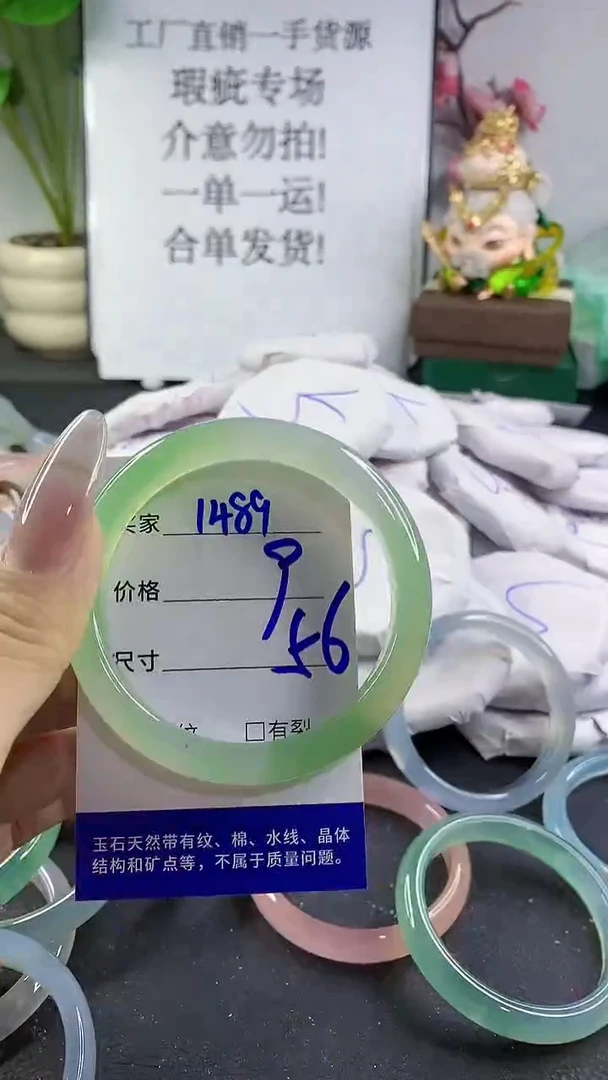 工厂直销一手货源
瑕疵专场
介意勿拍!
一单一运!
合单发货!
买家 1489
价格 9
尺寸 56
纹 □有裂
玉石天然带有纹、棉、水线、晶体
结构和矿点等，不属于质量问题。